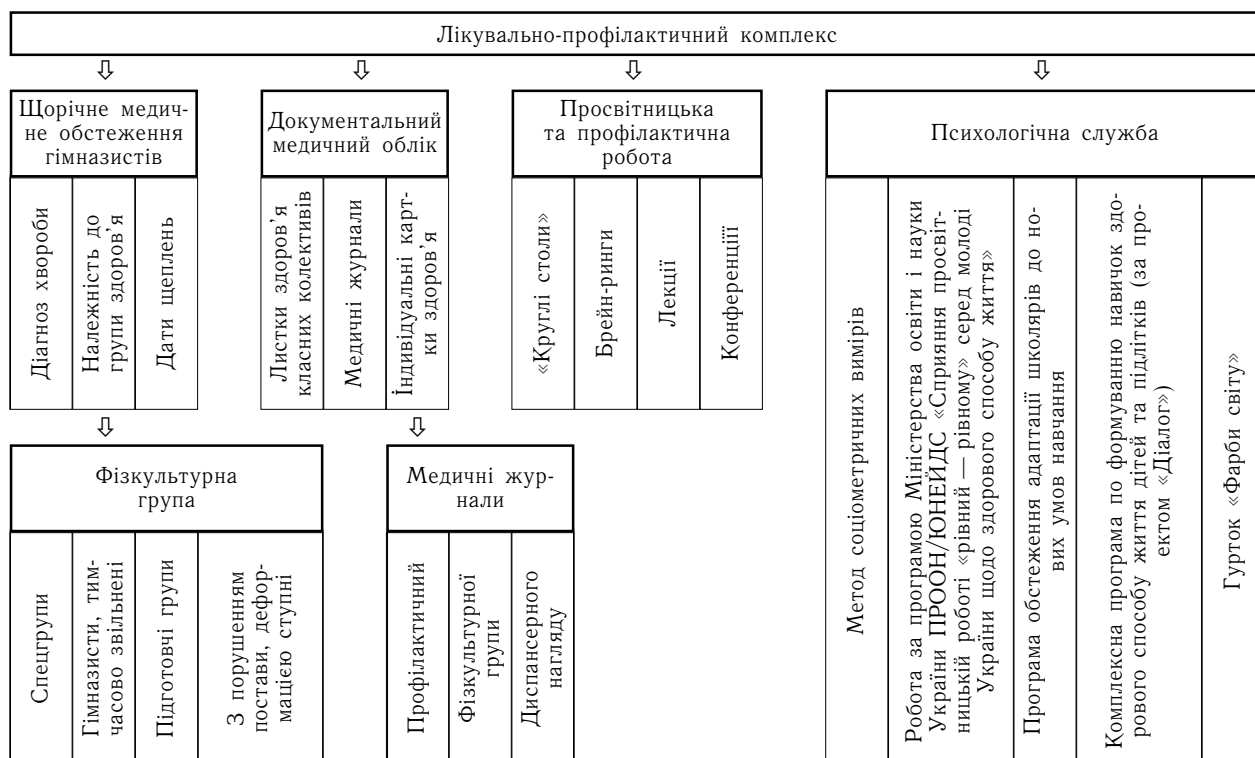 Лікувально-профілактичний комплекс
Щорічне медич-
не обстеження
гімназистів
Діагноз хвороби
Належність до
групи здоров'я
Дати щеплень
Документальний
медичний облік
Листки здоров'я
класних колективів
Медичні журнали
Індивідуальні карт-
ки здоров'я
Просвітницька
та профілактична
робота
«Круглі столи»
Брейн-ринги
Лекції
Конференціїї
Психологічна служба
Метод соціометричних вимірів
Робота за програмою Міністерства освіти і науки
України ПРООН/ЮНЕЙДС «Сприяння просвіт-
ницькій роботі «рівний — рівному» серед молоді
України щодо здорового способу життя»
Програма обстеження адаптації школярів до но-
вих умов навчання
Комплексна програма по формуванню навичок здо-
рового способу життя дітей та підлітків (за про-
ектом «Діалог»)
Гурток «Фарби світу»
Фізкультурна
група
Спецгрупи
Гімназисти, тим-
часово звільнені
Підготовчі групи
З порушенням
постави, дефор-
мацією ступні
Медичні жур-
нали
Профілактичний
Фізкультурної
групи
Диспансерного
нагляду